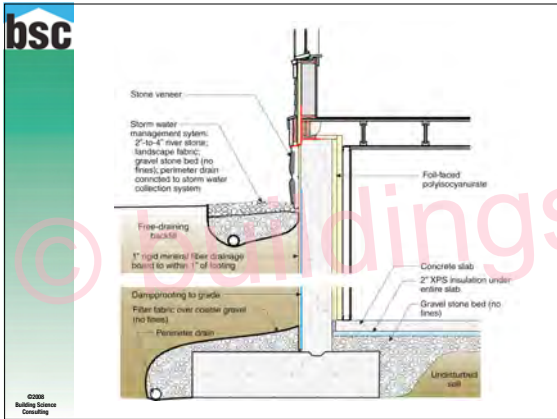 bsc
Stone veneer
Storm water
management sytem:
2"-to-4" river stone;
landscape fabric;
gravel stone bed (no
fines); perimeter drain
conncted to storm water
collection system
Foil-faced
polyisocyanurate
Free-draining
backfill
1" rigid mineral fiber drainage
board to within 1" of footing
Concrete slab
2" XPS insulation under
entire slab
Gravel stone bed (no
fines)
Dampproofing to grade
Filter fabric over coarse gravel
(no fines)
Perimeter drain
Undisturbed
soil
© buildings
©2008
Building Science
Consulting